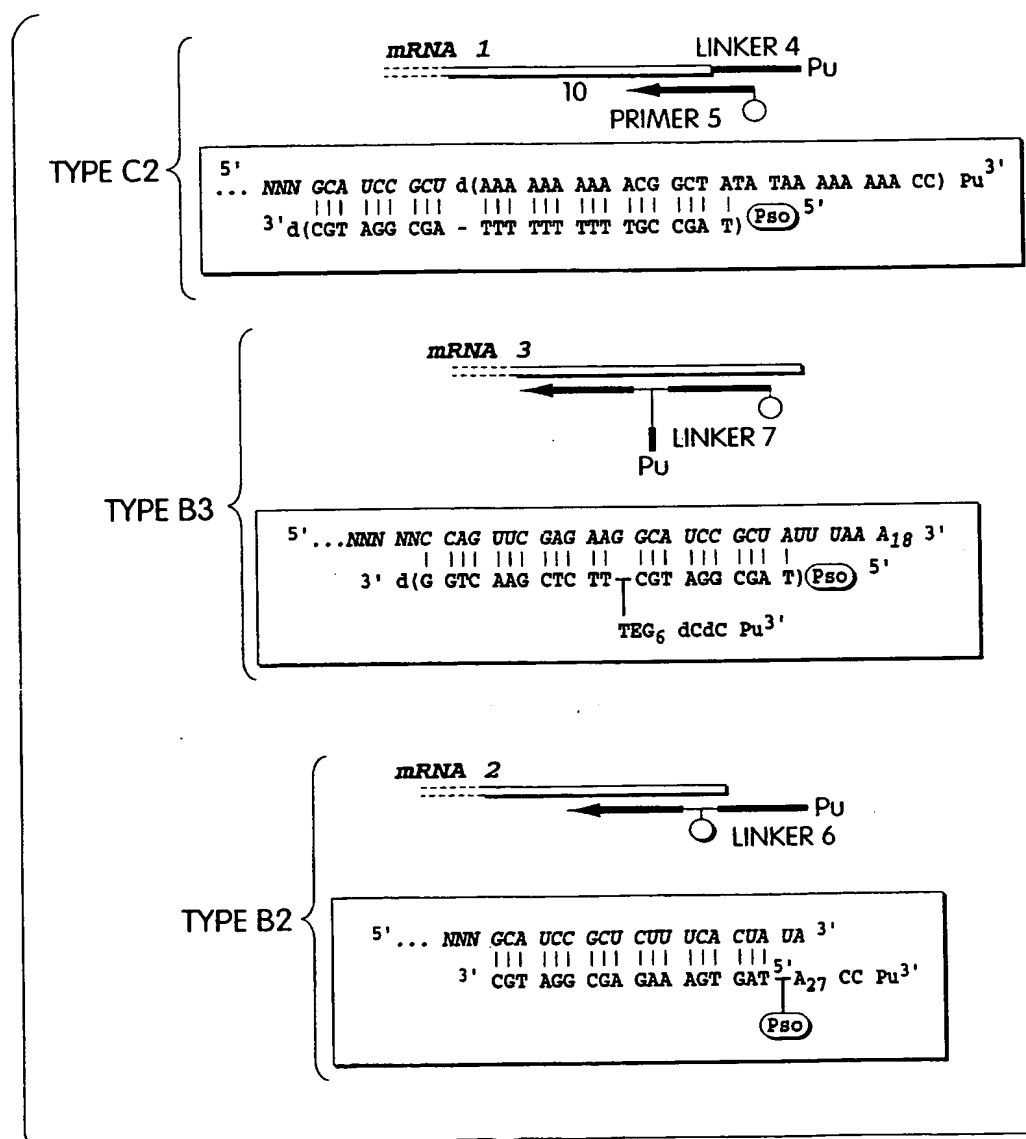 mRNA 1
LINKER 4
Pu
10
PRIMER 5
TYPE C2
5'
... NNN GCA UCC GCU d(AAA AAA AAA ACG GCT ATA TAA AAA AAA CC) Pu3'
3'd(CGT AGG CGA - TTT TTT TTT TGC CGA T) Pso 5'
mRNA 3
LINKER 7
Pu
TYPE B3
5'...NNN NNC CAG UUC GAG AAG GCA UCC GCU AUU UAA A18 3'
3' d(G GTC AAG CTC TT CGT AGG CGA T) Pso 5'
TEG6 dCdC Pu3'
mRNA 2
Pu
LINKER 6
TYPE B2
5'... NNN GCA UCC GCU CUU UCA CUA UA 3'
3' CGT AGG CGA GAA AGT GAT 5' A27 CC Pu3'
Pso